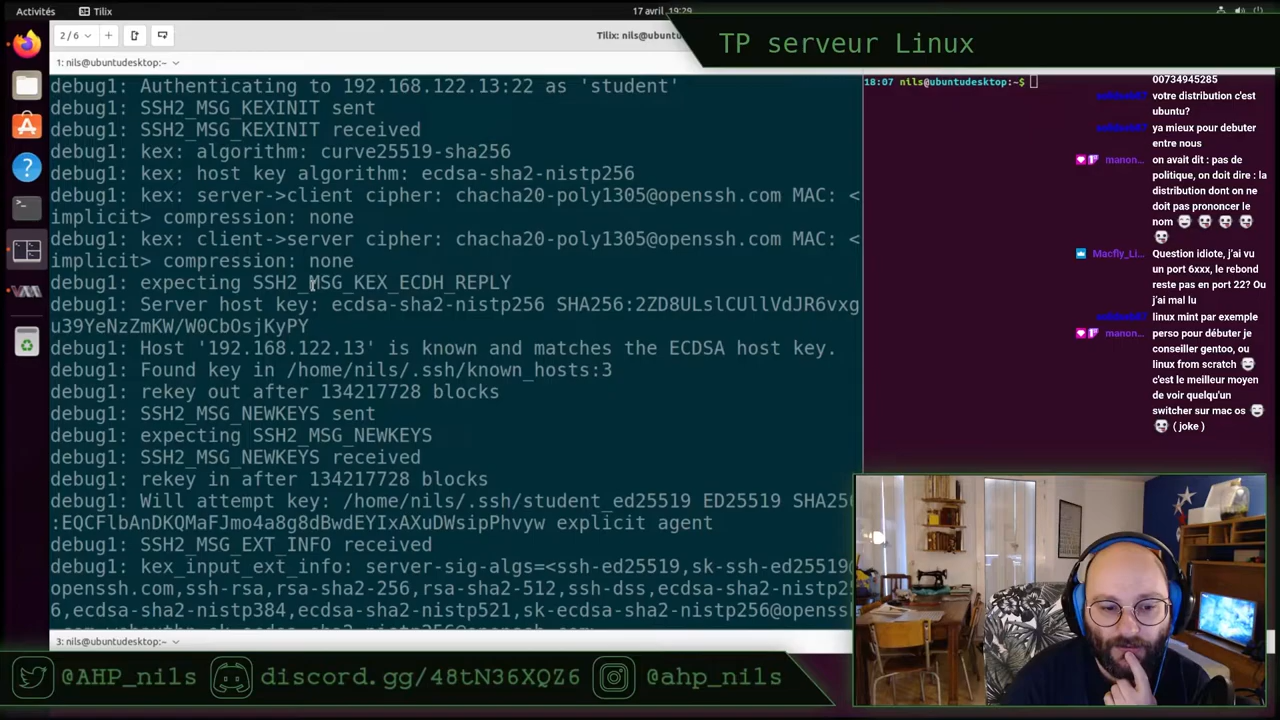 Activités
Tilix
17 avril 19:29
2/6
Tilix: nils@ubuntudesktop:
TP serveur Linux
1: nils@ubuntudesktop:~
debug1: Authenticating to 192.168.122.13:22 as 'student'
debug1: SSH2_MSG_KEXINIT sent
debug1: SSH2_MSG_KEXINIT received
debug1: kex: algorithm: curve25519-sha256
debug1: kex: host key algorithm: ecdsa-sha2-nistp256
debug1: kex: server->client cipher: chacha20-poly1305@openssh.com MAC: <
implicit> compression: none
debug1: kex: client->server cipher: chacha20-poly1305@openssh.com MAC: <
implicit> compression: none
debug1: expecting SSH2_MSG_KEX_ECDH_REPLY
debug1: Server host key: ecdsa-sha2-nistp256 SHA256:2ZD8ULslCUllVdJR6vxg
u39YeNzZmKW/W0CbOsjKyPY
debug1: Host '192.168.122.13' is known and matches the ECDSA host key.
debug1: Found key in /home/nils/.ssh/known_hosts:3
debug1: rekey out after 134217728 blocks
debug1: SSH2_MSG_NEWKEYS sent
debug1: expecting SSH2_MSG_NEWKEYS
debug1: SSH2_MSG_NEWKEYS received
debug1: rekey in after 134217728 blocks
debug1: Will attempt key: /home/nils/.ssh/student_ed25519 ED25519 SHA256
:EQCFlbAnDKQMaFJmo4a8g8dBwdEYIxAXuDWsipPhvyw explicit agent
debug1: SSH2_MSG_EXT_INFO received
debug1: kex_input_ext_info: server-sig-algs=<ssh-ed25519,sk-ssh-ed25519@
openssh.com,ssh-rsa,rsa-sha2-256,rsa-sha2-512,ssh-dss,ecdsa-sha2-nistp25
6,ecdsa-sha2-nistp384,ecdsa-sha2-nistp521,sk-ecdsa-sha2-nistp256@openssh
3: nils@ubuntudesktop:~
18:07 nils@ubuntudesktop:~$
00734945285
votre distribution c'est
ubuntu?
ya mieux pour debuter
entre nous
manon... on avait dit : pas de
politique, on doit dire : la
distribution dont on ne
doit pas prononcer le
nom
Macfly_Li... Question idiote, j'ai vu
un port 6xxx, le rebond
reste pas en port 22? Ou
j'ai mal lu
linux mint par exemple
manon... perso pour débuter je
conseiller gentoo, ou
linux from scratch
c'est le meilleur moyen
de voir quelqu'un
switcher sur mac os
( joke )
@AHP_nils
discord.gg/48tN36XQZ6
@ahp_nils